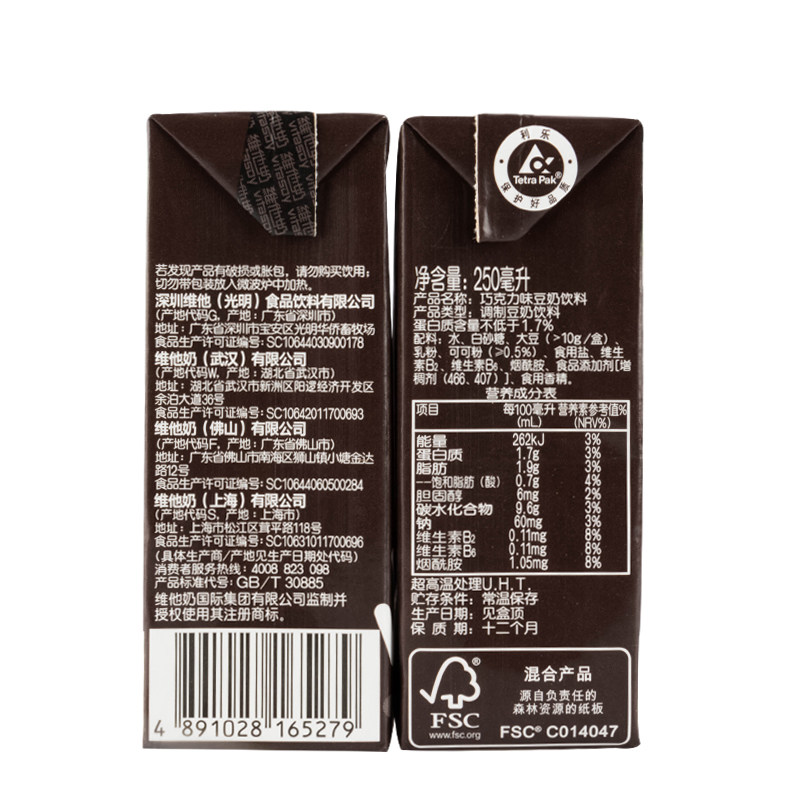 维他奶
vitasoy
若发现产品有破损或胀包，请勿购买饮用；
切勿带包装放入微波炉中加热。
深圳维他（光明）食品饮料有限公司
(产地代码G，产地：广东省深圳市)
地址：广东省深圳市宝安区光明华侨畜牧场
食品生产许可证编号：SC10644030900178
维他奶（武汉）有限公司
(产地代码W，产地：湖北省武汉市)
地址：湖北省武汉市新洲区阳逻经济开发区
余泊大道36号
食品生产许可证编号：SC10642011700693
维他奶（佛山）有限公司
(产地代码F，产地：广东省佛山市)
地址：广东省佛山市南海区狮山镇小塘金达
路12号
食品生产许可证编号：SC10644060500284
维他奶（上海）有限公司
(产地代码S，产地：上海市)
地址：上海市松江区茸平路118号
食品生产许可证编号：SC10631011700696
(具体生产商/产地见生产日期处代码)
消费者服务热线：4008 823 098
产品标准代号：GB/T 30885
维他奶国际集团有限公司监制并
授权使用其注册商标。
4 891028 165279
利乐
Tetra Pak®
保护好品质
净含量：250毫升
产品名称：巧克力味豆奶饮料
产品类型：调制豆奶饮料
蛋白质含量不低于1.7%
配料：水、白砂糖、大豆（>10g/盒）、
乳粉、可可粉（≥0.5%）、食用盐、维生
素B2、维生素B6、烟酰胺、食品添加剂[增
稠剂（466、407）]、食用香精。
营养成分表
项目 每100毫升 营养素参考值%
(mL) (NRV%)
能量 262kJ 3%
蛋白质 1.7g 3%
脂肪 1.9g 3%
--饱和脂肪（酸） 0.7g 4%
胆固醇 6mg 2%
碳水化合物 9.6g 3%
钠 60mg 3%
维生素B2 0.11mg 8%
维生素B6 0.11mg 8%
烟酰胺 1.05mg 8%
超高温处理U.H.T.
贮存条件：常温保存
生产日期：见盒顶
保 质 期：十二个月
FSC
www.fsc.org
混合产品
源自负责任的
森林资源的纸板
FSC® C014047